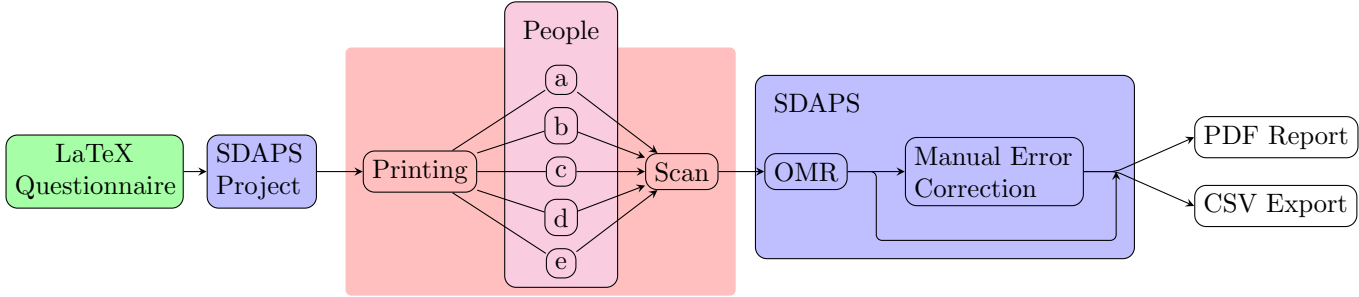 LaTeX
Questionnaire
SDAPS
Project
Printing
People
a
b
c
d
e
Scan
SDAPS
OMR
Manual Error
Correction
PDF Report
CSV Export